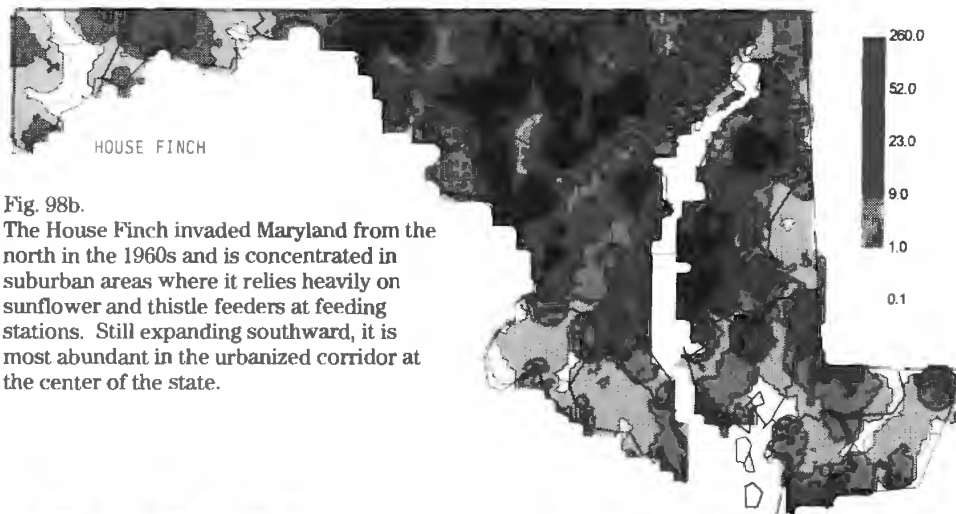 HOUSE FINCH
Fig. 98b.
The House Finch invaded Maryland from the
north in the 1960s and is concentrated in
suburban areas where it relies heavily on
sunflower and thistle feeders at feeding
stations. Still expanding southward, it is
most abundant in the urbanized corridor at
the center of the state.
260.0
52.0
23.0
9.0
1.0
0.1